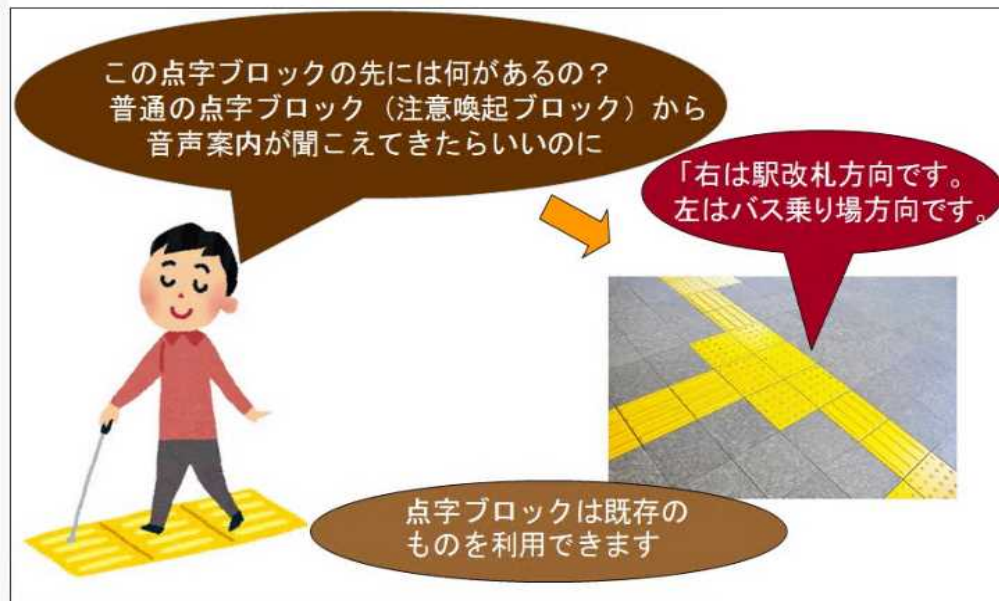 この点字ブロックの先には何があるの？
普通の点字ブロック（注意喚起ブロック）から
音声案内が聞こえてきたらいいのに
「右は駅改札方向です。
左はバス乗り場方向です。
点字ブロックは既存の
ものを利用できます